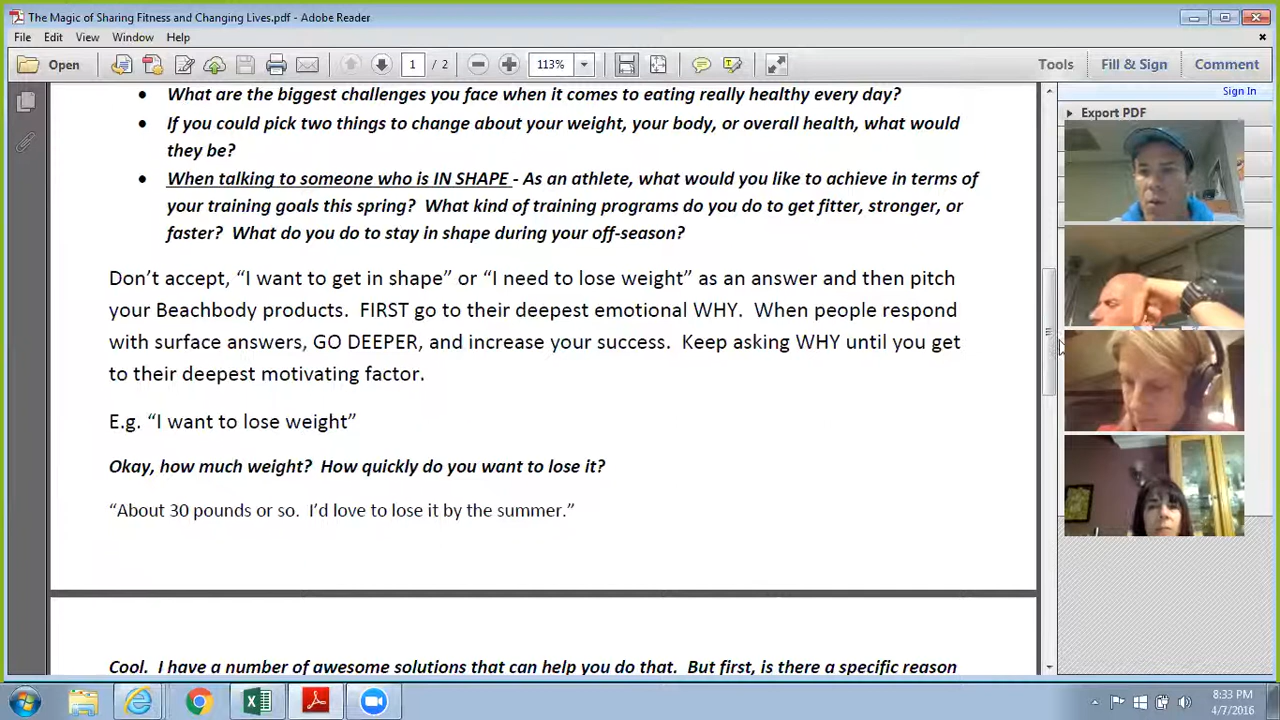 The Magic of Sharing Fitness and Changing Lives.pdf - Adobe Reader
File Edit View Window Help
Open 1 / 2 113% Tools Fill & Sign Comment
Sign In
Export PDF
• What are the biggest challenges you face when it comes to eating really healthy every day?
• If you could pick two things to change about your weight, your body, or overall health, what would
they be?
• When talking to someone who is IN SHAPE - As an athlete, what would you like to achieve in terms of
your training goals this spring? What kind of training programs do you do to get fitter, stronger, or
faster? What do you do to stay in shape during your off-season?
Don't accept, "I want to get in shape" or "I need to lose weight" as an answer and then pitch
your Beachbody products. FIRST go to their deepest emotional WHY. When people respond
with surface answers, GO DEEPER, and increase your success. Keep asking WHY until you get
to their deepest motivating factor.
E.g. "I want to lose weight"
Okay, how much weight? How quickly do you want to lose it?
"About 30 pounds or so. I'd love to lose it by the summer."
Cool. I have a number of awesome solutions that can help you do that. But first, is there a specific reason
8:33 PM
4/7/2016